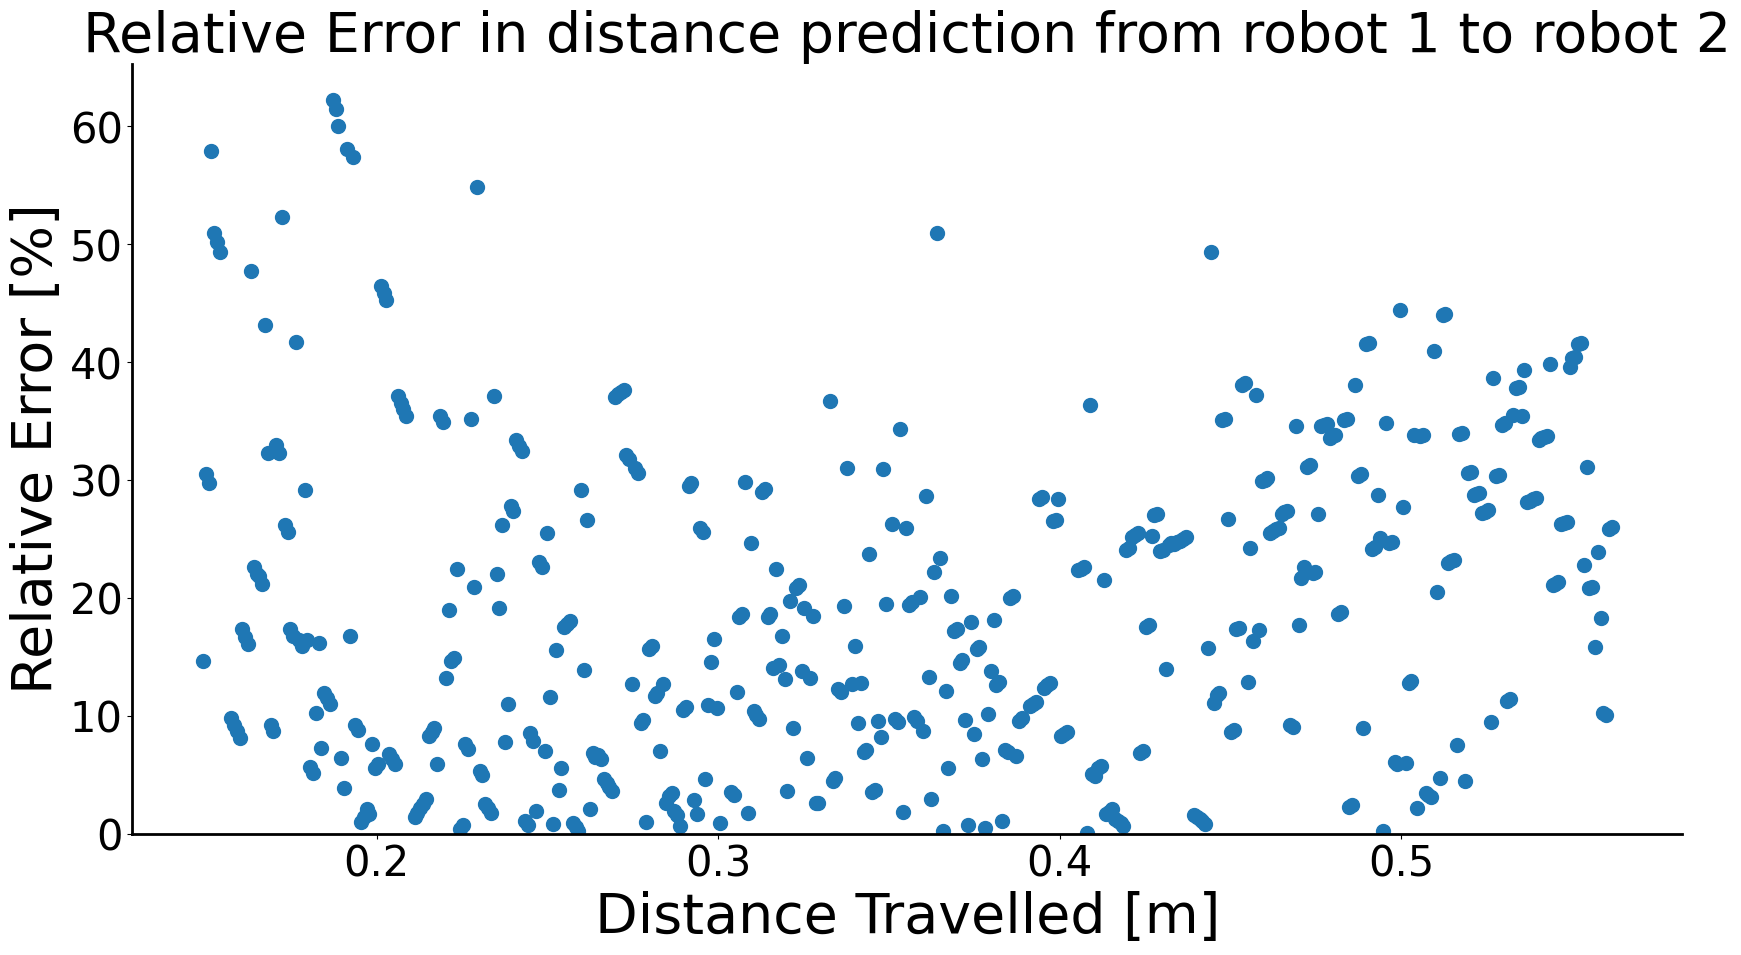 Relative Error in distance prediction from robot 1 to robot 2
Relative Error [%]
60
50
40
30
20
10
0
0.2 0.3 0.4 0.5
Distance Travelled [m]